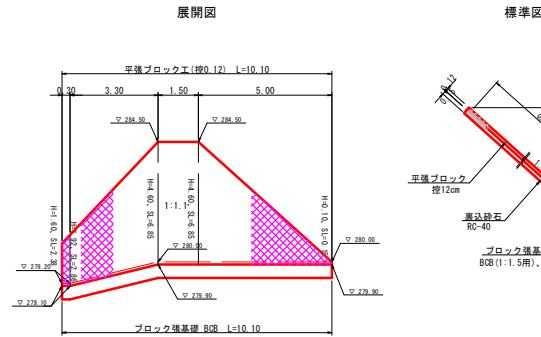 展開図
標準図
平張ブロック工(控0.12) L=10.10
0.30
3.30
1.50
5.00
▽ 284.50
▽ 284.50
H=1.60, SL=2.38
H=4.60, SL=6.85
H=4.60, SL=6.85
1:1.1
▽ 280.00
▽ 280.00
▽ 279.20
▽ 279.10
▽ 279.90
▽ 279.90
ブロック張基礎 BCB L=10.10
0.12
平張ブロック
控12cm
裏込砕石
RC-40
ブロック張基
BCB(1:1.5用)、